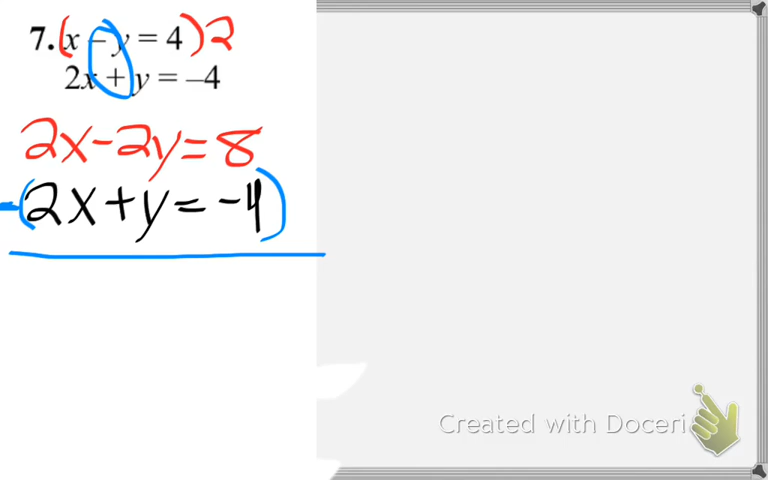 7. (x – y = 4) 2
2x + y = –4
2x - 2y = 8
-(2x + y = -4)
Created with Doceri